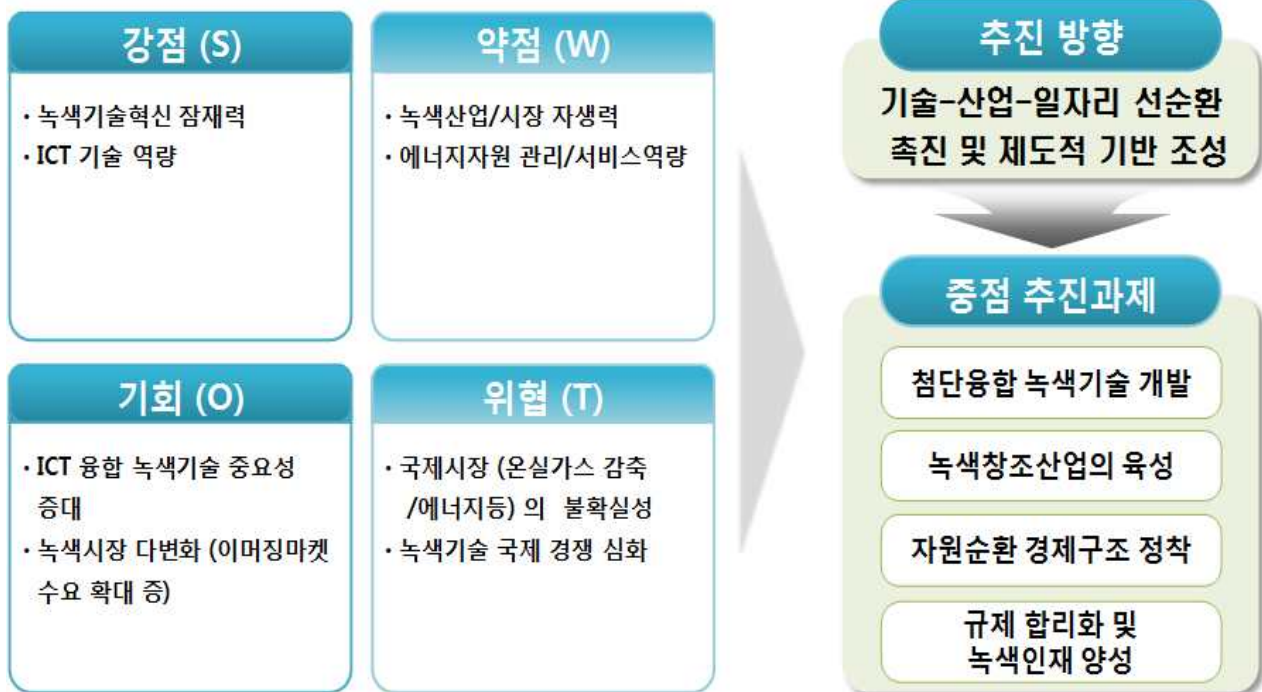 강점 (S)
· 녹색기술혁신 잠재력
· ICT 기술 역량
약점 (W)
· 녹색산업/시장 자생력
· 에너지자원 관리/서비스역량
기회 (O)
· ICT 융합 녹색기술 중요성
증대
· 녹색시장 다변화 (이머징마켓
수요 확대 증)
위협 (T)
· 국제시장 (온실가스 감축
/에너지등) 의 불확실성
· 녹색기술 국제 경쟁 심화
추진 방향
기술-산업-일자리 선순환
촉진 및 제도적 기반 조성
중점 추진과제
첨단융합 녹색기술 개발
녹색창조산업의 육성
자원순환 경제구조 정착
규제 합리화 및
녹색인재 양성